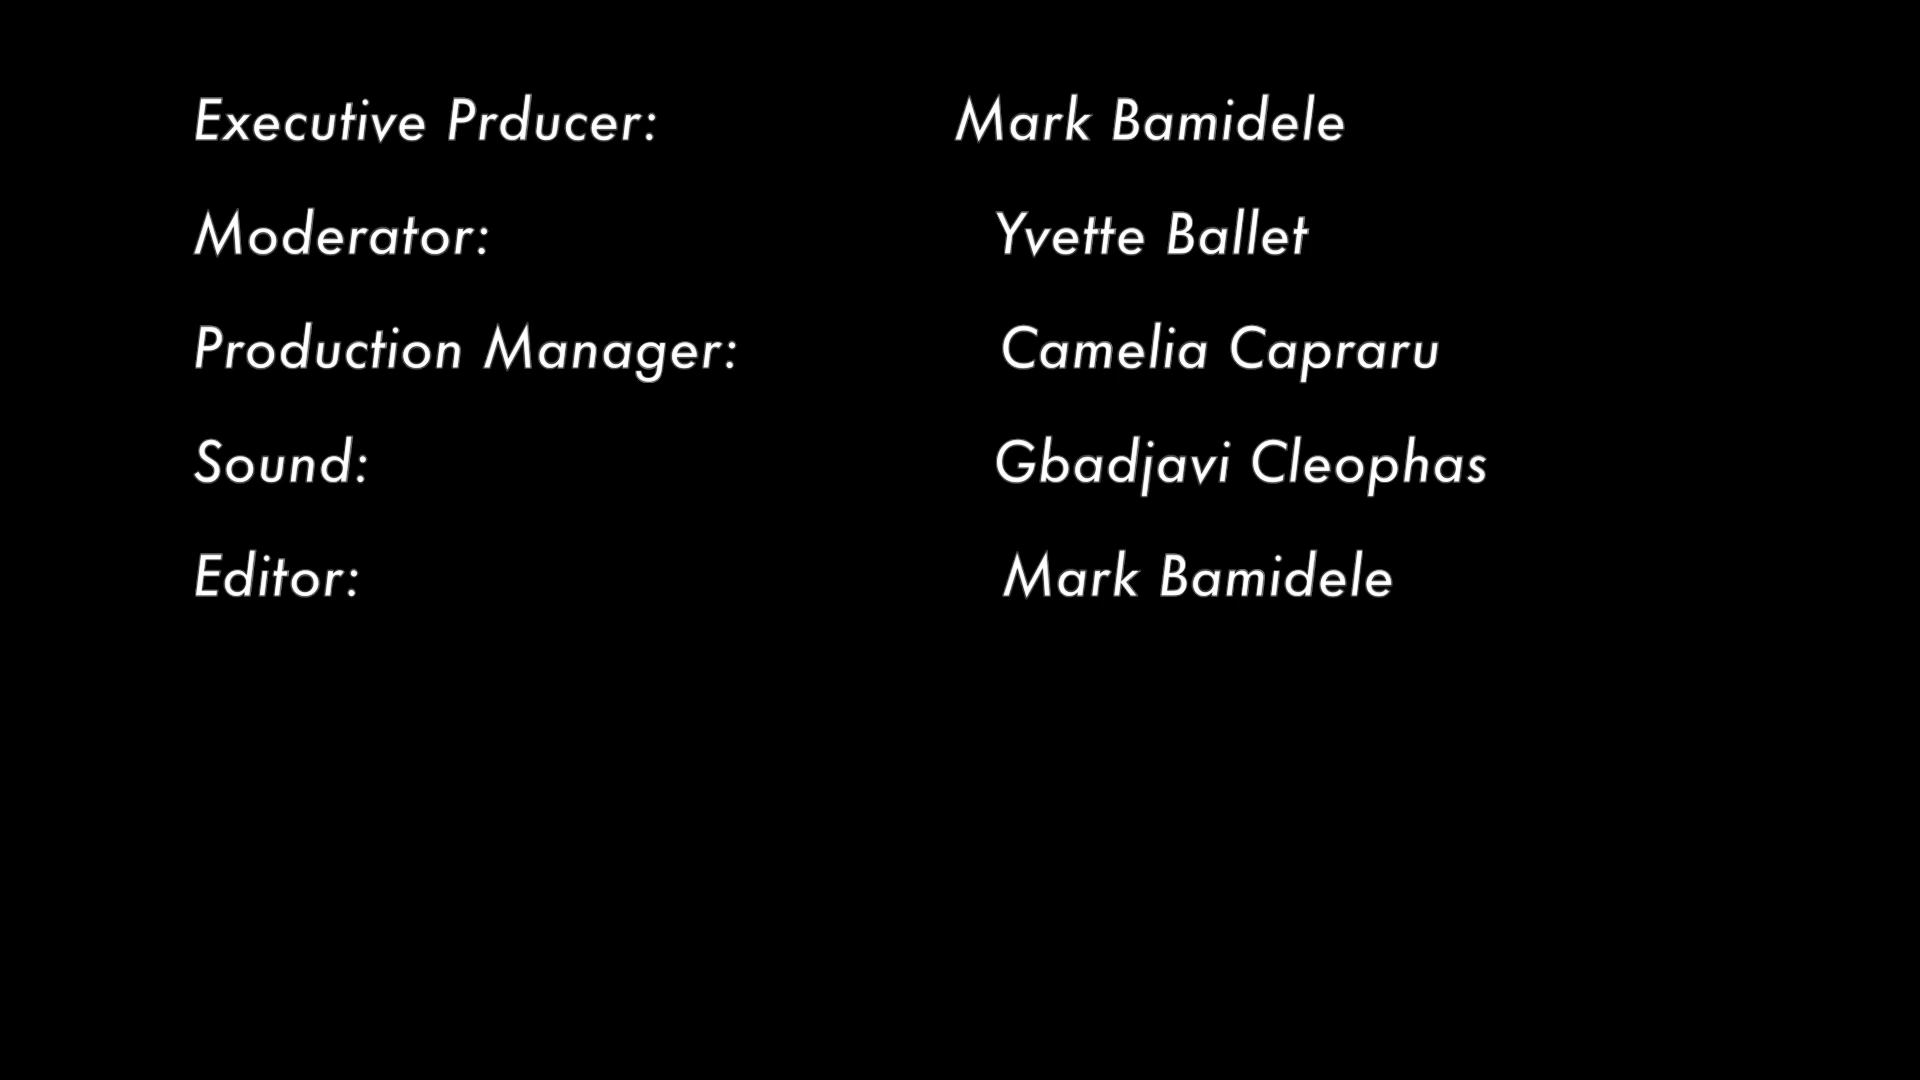 Executive Prducer: Mark Bamidele
Moderator: Yvette Ballet
Production Manager: Camelia Capraru
Sound: Gbadjavi Cleophas
Editor: Mark Bamidele